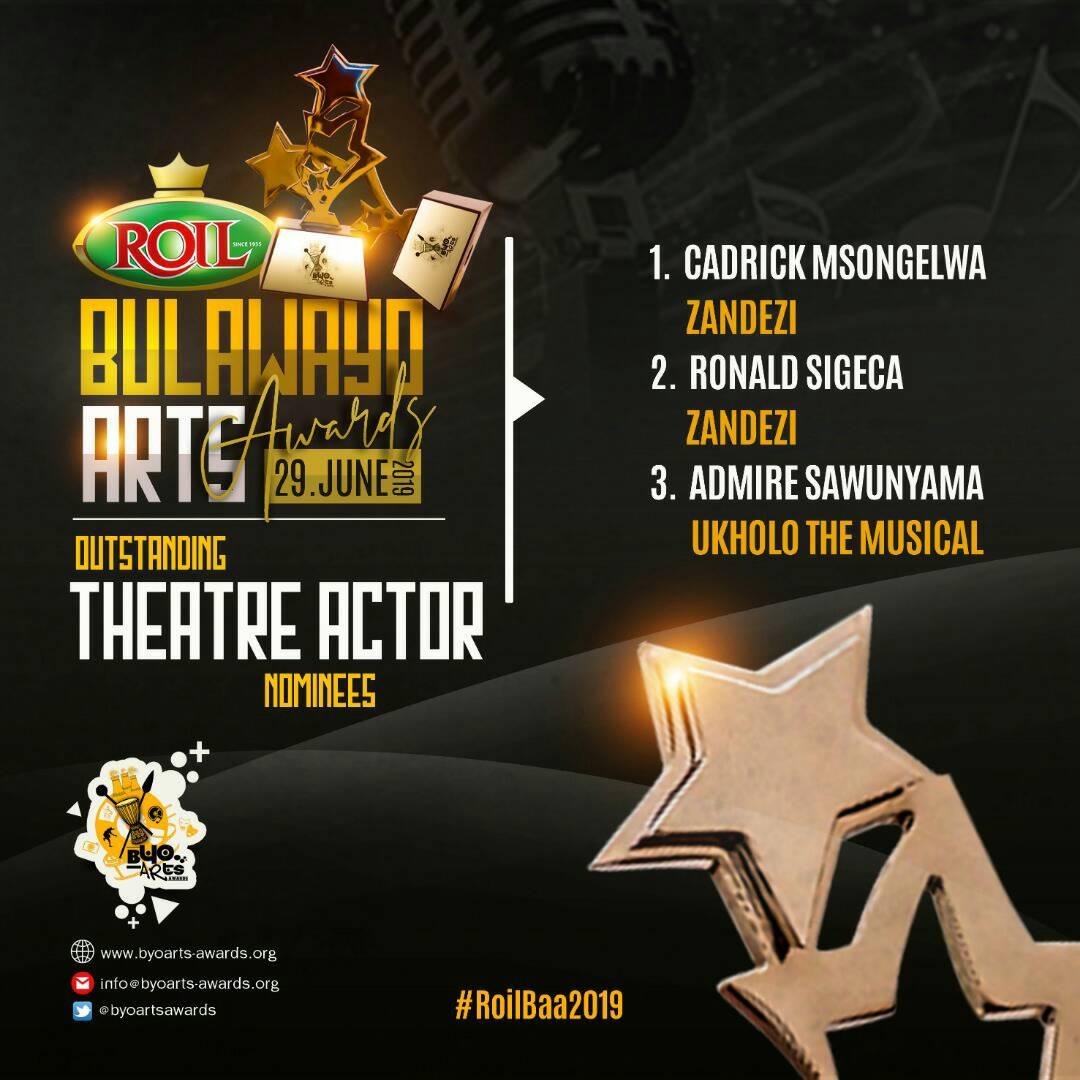 ROIL SINCE 1955
BULAWAYO
ARTS Awards
29.JUNE 2019
OUTSTANDING
THEATRE ACTOR
NOMINEES
1. CADRICK MSONGELWA
ZANDEZI
2. RONALD SIGECA
ZANDEZI
3. ADMIRE SAWUNYAMA
UKHOLO THE MUSICAL
BYO
ARTS
AWARDS
www.byoarts-awards.org
info@byoarts-awards.org
@byoartsawards
#RoilBaa2019